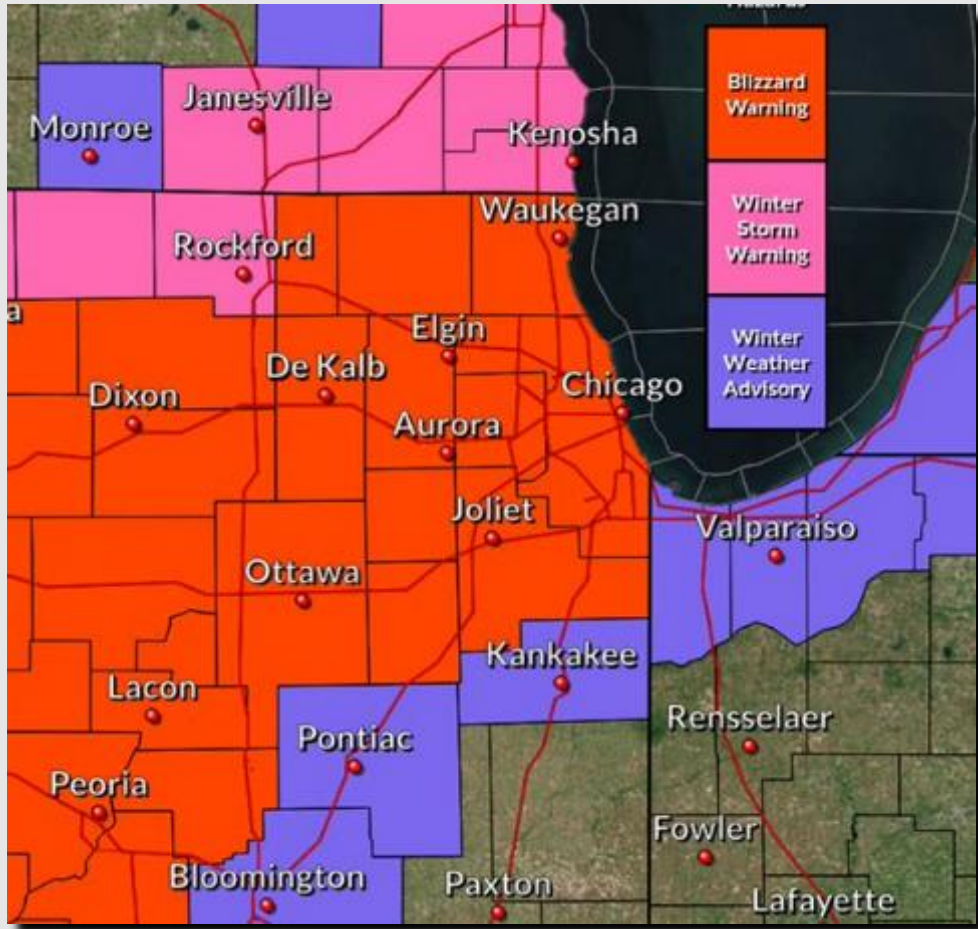 Hazards
Blizzard
Warning
Winter
Storm
Warning
Winter
Weather
Advisory
Janesville
Monroe
Kenosha
Waukegan
Rockford
a
Elgin
De Kalb
Chicago
Dixon
Aurora
Joliet
Valparaiso
Ottawa
Kankakee
Lacon
Rensselaer
Pontiac
Peoria
Fowler
Bloomington
Paxton
Lafayette